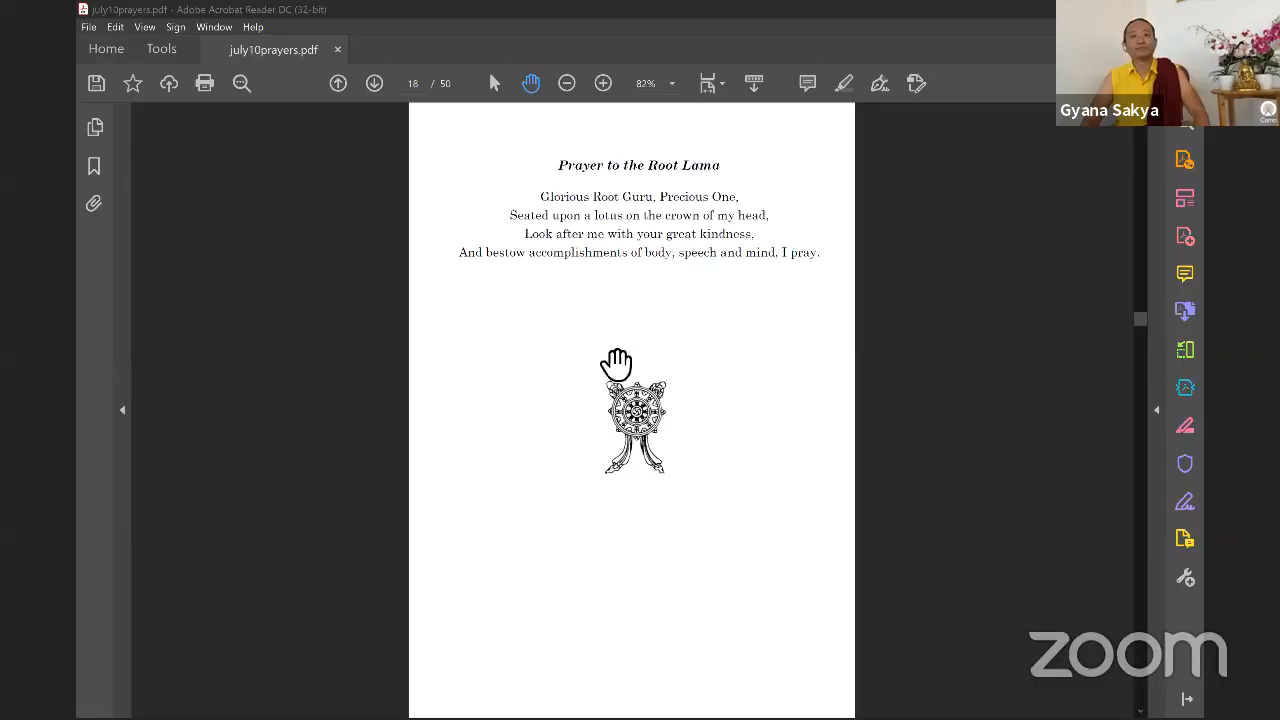 july10prayers.pdf - Adobe Acrobat Reader DC (32-bit)
File Edit View Sign Window Help
Home Tools july10prayers.pdf ×
18 / 50 82%
Gyana Sakya
Camo
Prayer to the Root Lama
Glorious Root Guru, Precious One,
Seated upon a lotus on the crown of my head,
Look after me with your great kindness,
And bestow accomplishments of body, speech and mind, I pray.
zoom